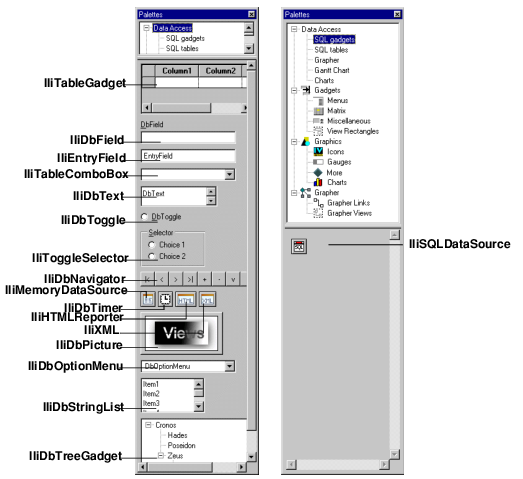 Palettes
Data Access
SQL gadgets
SQL tables
Column1 Column2
IliTableGadget
DbField
IliDbField
IliEntryField
EntryField
IliTableComboBox
IliDbText
DbText
IliDbToggle
DbToggle
Selector
Choice 1
Choice 2
IliToggleSelector
IliDbNavigator
|< < > >| + - v
IliMemoryDataSource
IliDbTimer
HTML
XML
IliHTMLReporter
IliXML
Views
IliDbPicture
IliDbOptionMenu
DbOptionMenu
Item1
Item2
Item3
IliDbStringList
Cronos
Hades
Poseidon
Zeus
IliDbTreeGadget
Palettes
Data Access
SQL gadgets
SQL tables
Grapher
Gantt Chart
Charts
Gadgets
Menus
Matrix
Miscellaneous
View Rectangles
Graphics
Icons
Gauges
More
Charts
Grapher
Grapher Links
Grapher Views
SQL
IliSQLDataSource